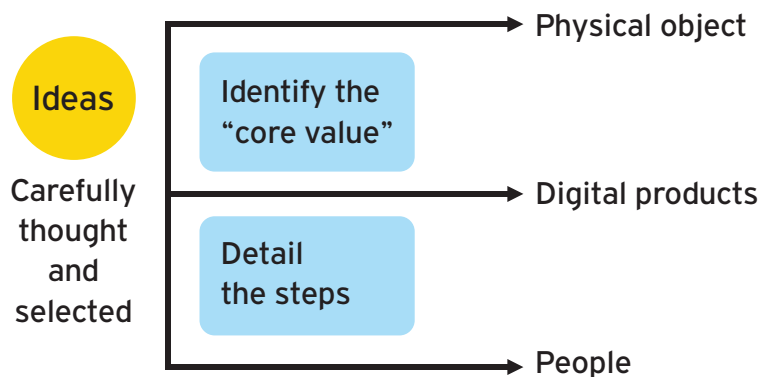 Ideas
Carefully
thought
and
selected
Physical object
Identify the
“core value”
Digital products
Detail
the steps
People